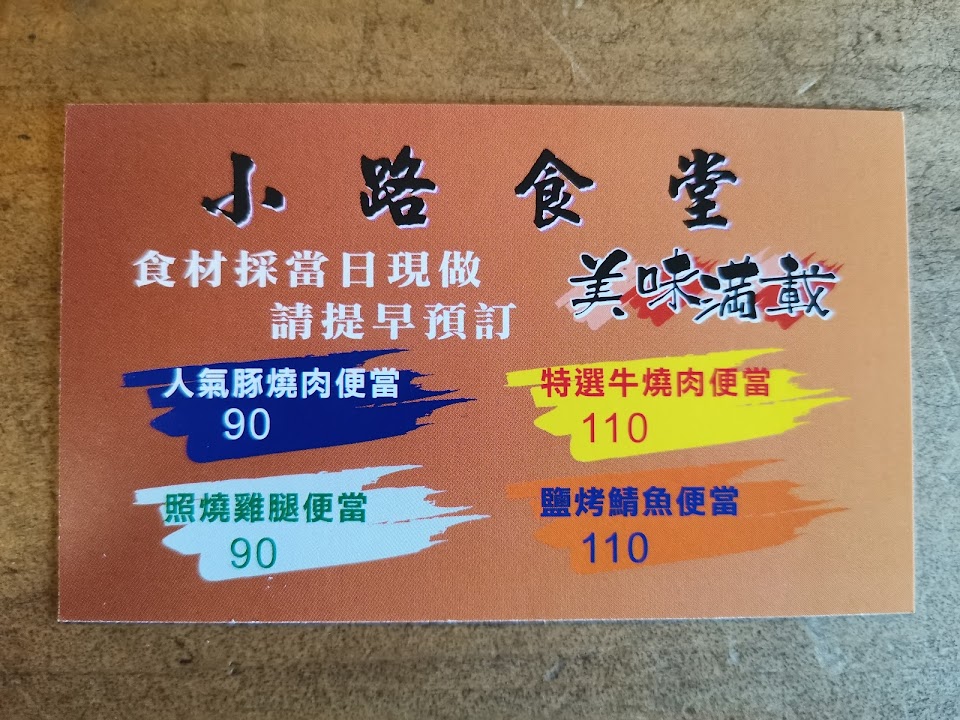 小路食堂
食材採當日現做
請提早預訂
美味滿載
人氣豚燒肉便當
90
特選牛燒肉便當
110
照燒雞腿便當
90
鹽烤鯖魚便當
110